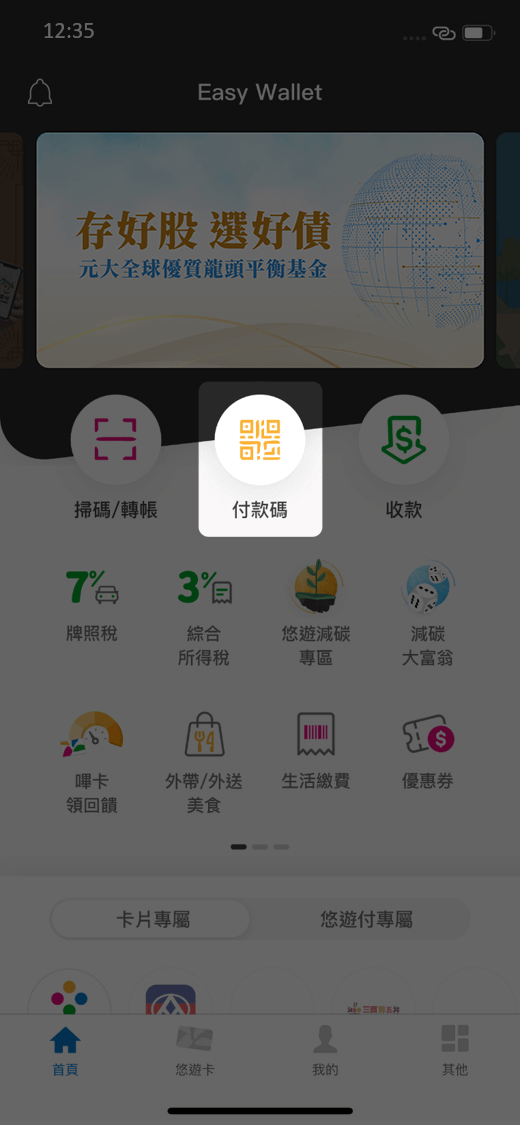 12:35
Easy Wallet
存好股 選好債
元大全球優質龍頭平衡基金
掃碼/轉帳
付款碼
收款
7%
3%
牌照稅
綜合
所得稅
悠遊減碳
專區
減碳
大富翁
嗶卡
領回饋
外帶/外送
美食
生活繳費
優惠券
卡片專屬
悠遊付專屬
首頁
悠遊卡
我的
其他